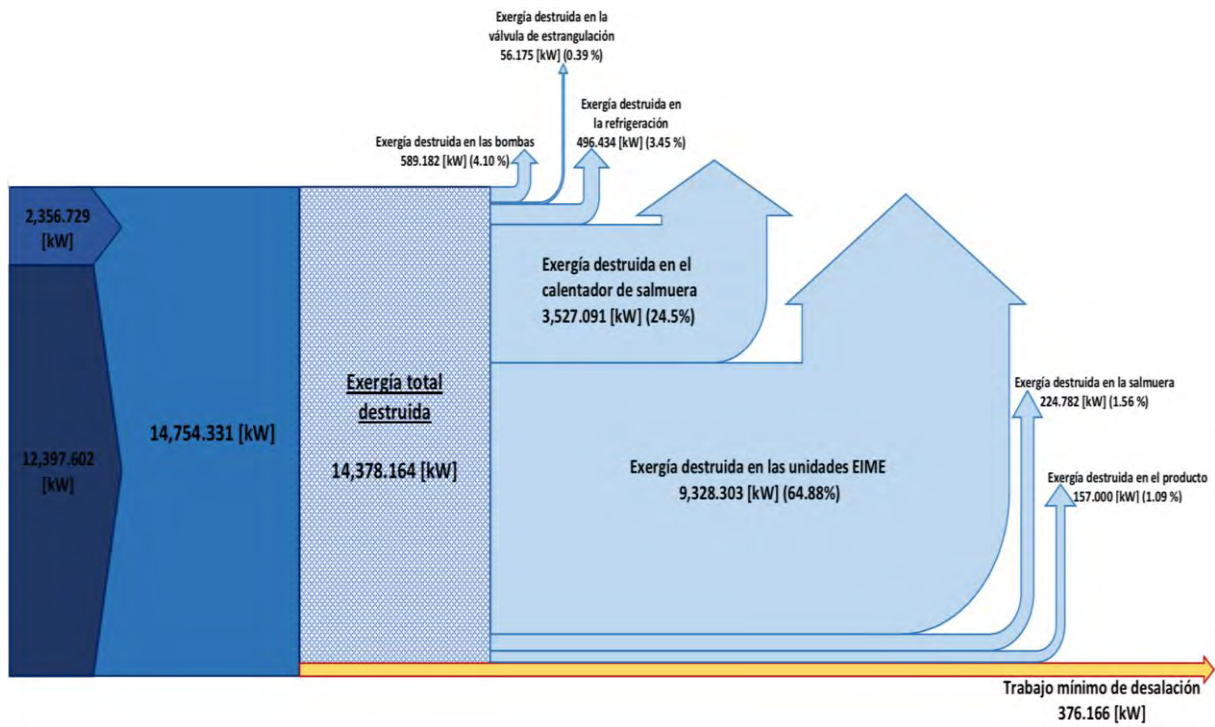 Exergía destruida en la
válvula de estrangulación
56.175 [kW] (0.39 %)
Exergía destruida en
la refrigeración
496.434 [kW] (3.45 %)
Exergía destruida en las bombas
589.182 [kW] (4.10 %)
2,356.729
[kW]
Exergía destruida en el
calentador de salmuera
3,527.091 [kW] (24.5%)
Exergía total
destruida
14,378.164 [kW]
14,754.331 [kW]
12,397.602
[kW]
Exergía destruida en las unidades EIME
9,328.303 [kW] (64.88%)
Exergía destruida en la salmuera
224.782 [kW] (1.56 %)
Exergía destruida en el producto
157.000 [kW] (1.09 %)
Trabajo mínimo de desalación
376.166 [kW]